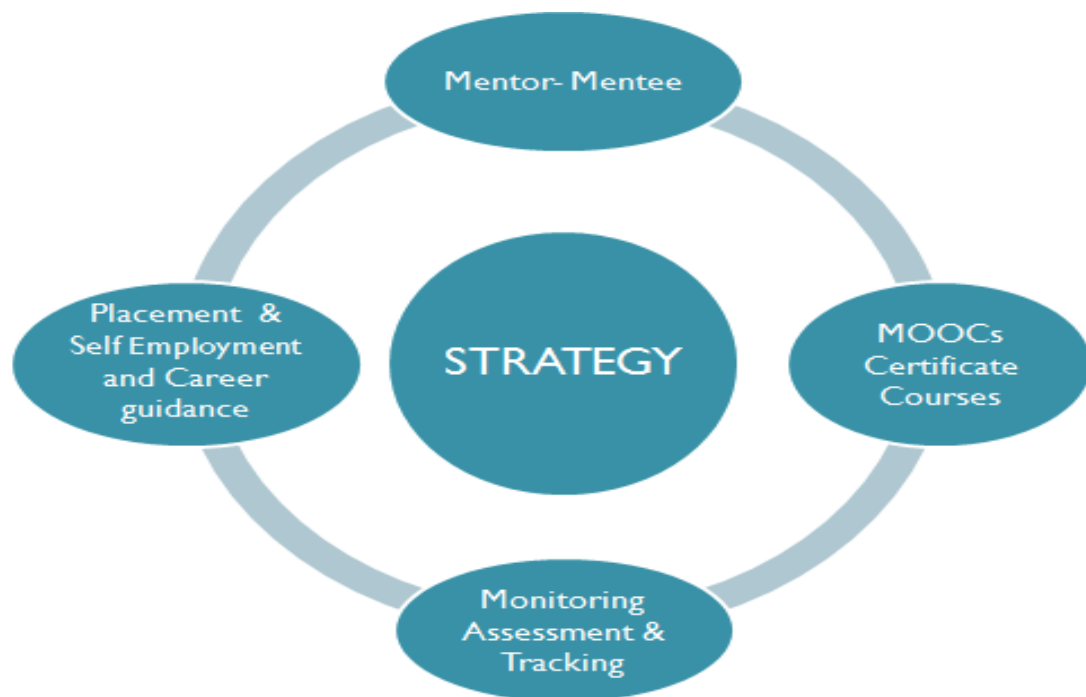 Mentor- Mentee
Placement &
Self Employment
and Career
guidance
STRATEGY
MOOCs
Certificate
Courses
Monitoring
Assessment &
Tracking